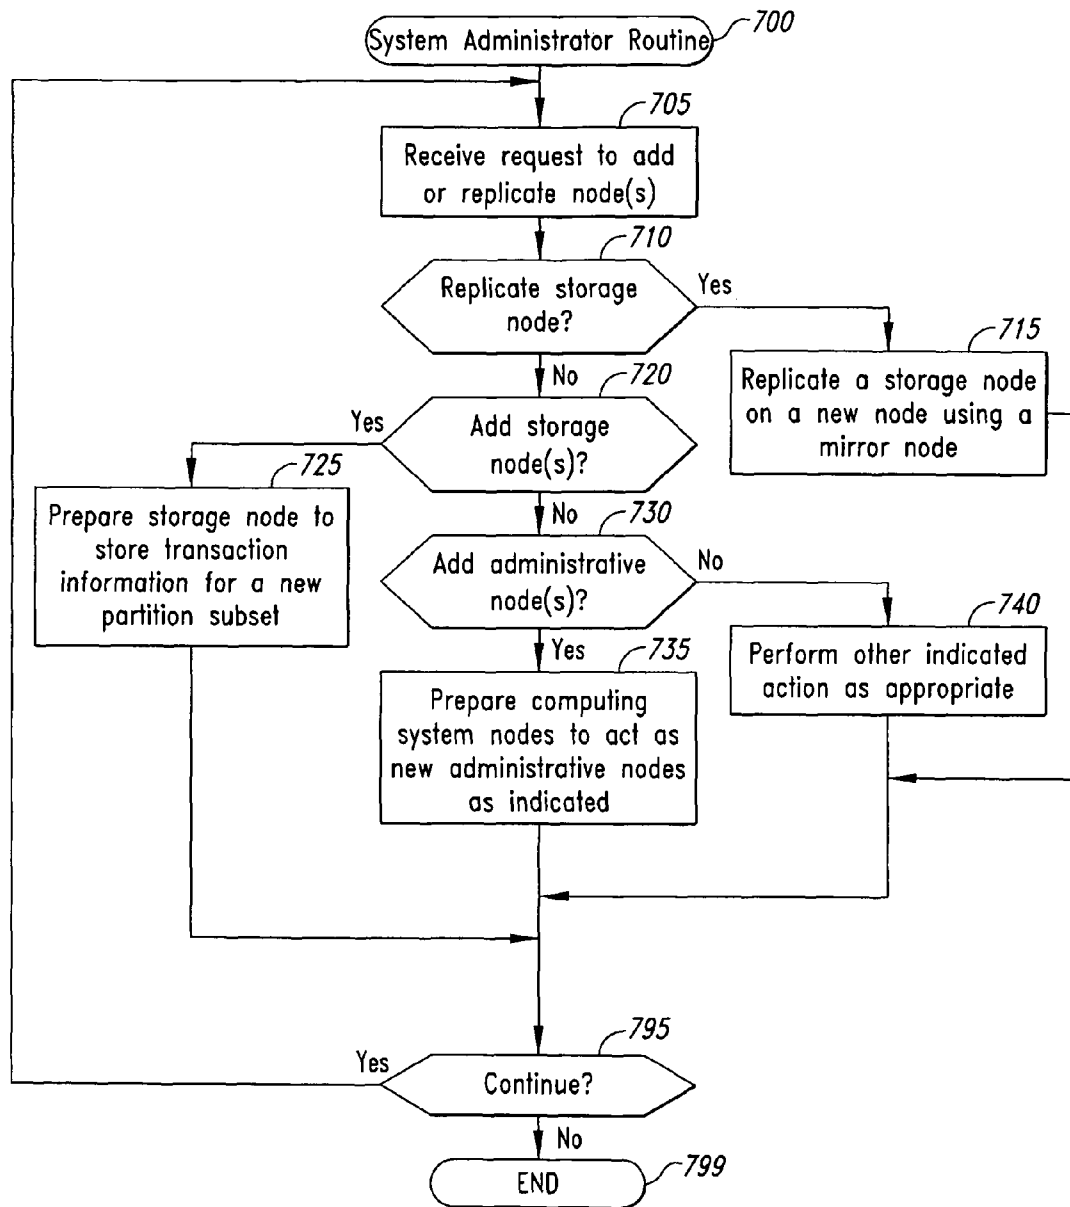 System Administrator Routine
700
705
Receive request to add
or replicate node(s)
710
Replicate storage
node?
Yes
715
Replicate a storage node
on a new node using a
mirror node
No
720
Yes
Add storage
node(s)?
725
Prepare storage node to
store transaction
information for a new
partition subset
No
730
Add administrative
node(s)?
No
740
Perform other indicated
action as appropriate
Yes
735
Prepare computing
system nodes to act as
new administrative nodes
as indicated
795
Yes
Continue?
No
END
799